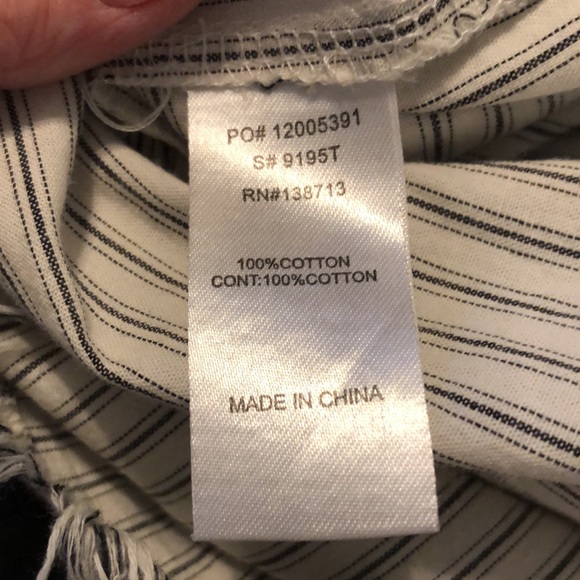 PO# 12005391
S# 9195T
RN#138713
100%COTTON
CONT:100%COTTON
MADE IN CHINA